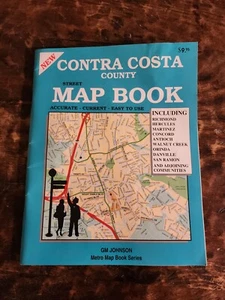 NEW
CONTRA COSTA
COUNTY
STREET
MAP BOOK
ACCURATE - CURRENT - EASY TO USE
INCLUDING
RICHMOND
HERCULES
MARTINEZ
CONCORD
ANTIOCH
WALNUT CREEK
ORINDA
DANVILLE
SAN RAMON
AND ADJOINING
COMMUNITIES
GM JOHNSON
Metro Map Book Series